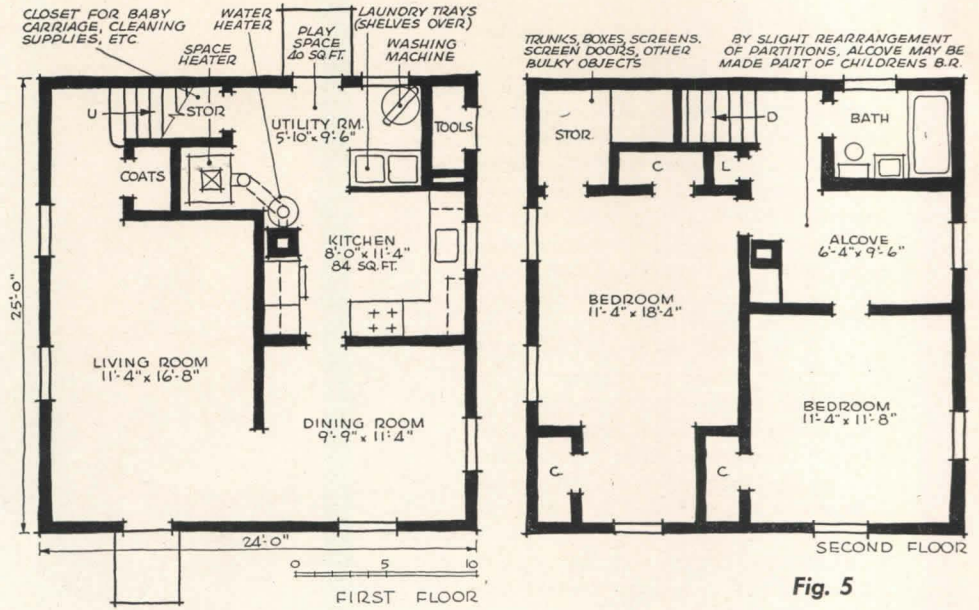 CLOSET FOR BABY
CARRIAGE, CLEANING
SUPPLIES, ETC.
SPACE
HEATER
WATER
HEATER
LAUNDRY TRAYS
(SHELVES OVER)
PLAY
SPACE
40 SQ.FT.
WASHING
MACHINE
U
STOR
UTILITY RM.
5'-10"x 9'-6"
TOOLS
COATS
KITCHEN
8'-0"x 11'-4"
84 SQ.FT.
LIVING ROOM
11'-4"x 16'-8"
DINING ROOM
9'-9"x 11'-4"
25'-0"
24'-0"
0 5 10
FIRST FLOOR
TRUNKS, BOXES, SCREENS,
SCREEN DOORS, OTHER
BULKY OBJECTS
BY SLIGHT REARRANGEMENT
OF PARTITIONS, ALCOVE MAY BE
MADE PART OF CHILDRENS B.R.
STOR.
D
BATH
C
L
ALCOVE
6'-4"x 9'-6"
BEDROOM
11'-4"x 18'-4"
BEDROOM
11'-4"x 11'-8"
C.
C
SECOND FLOOR
Fig. 5